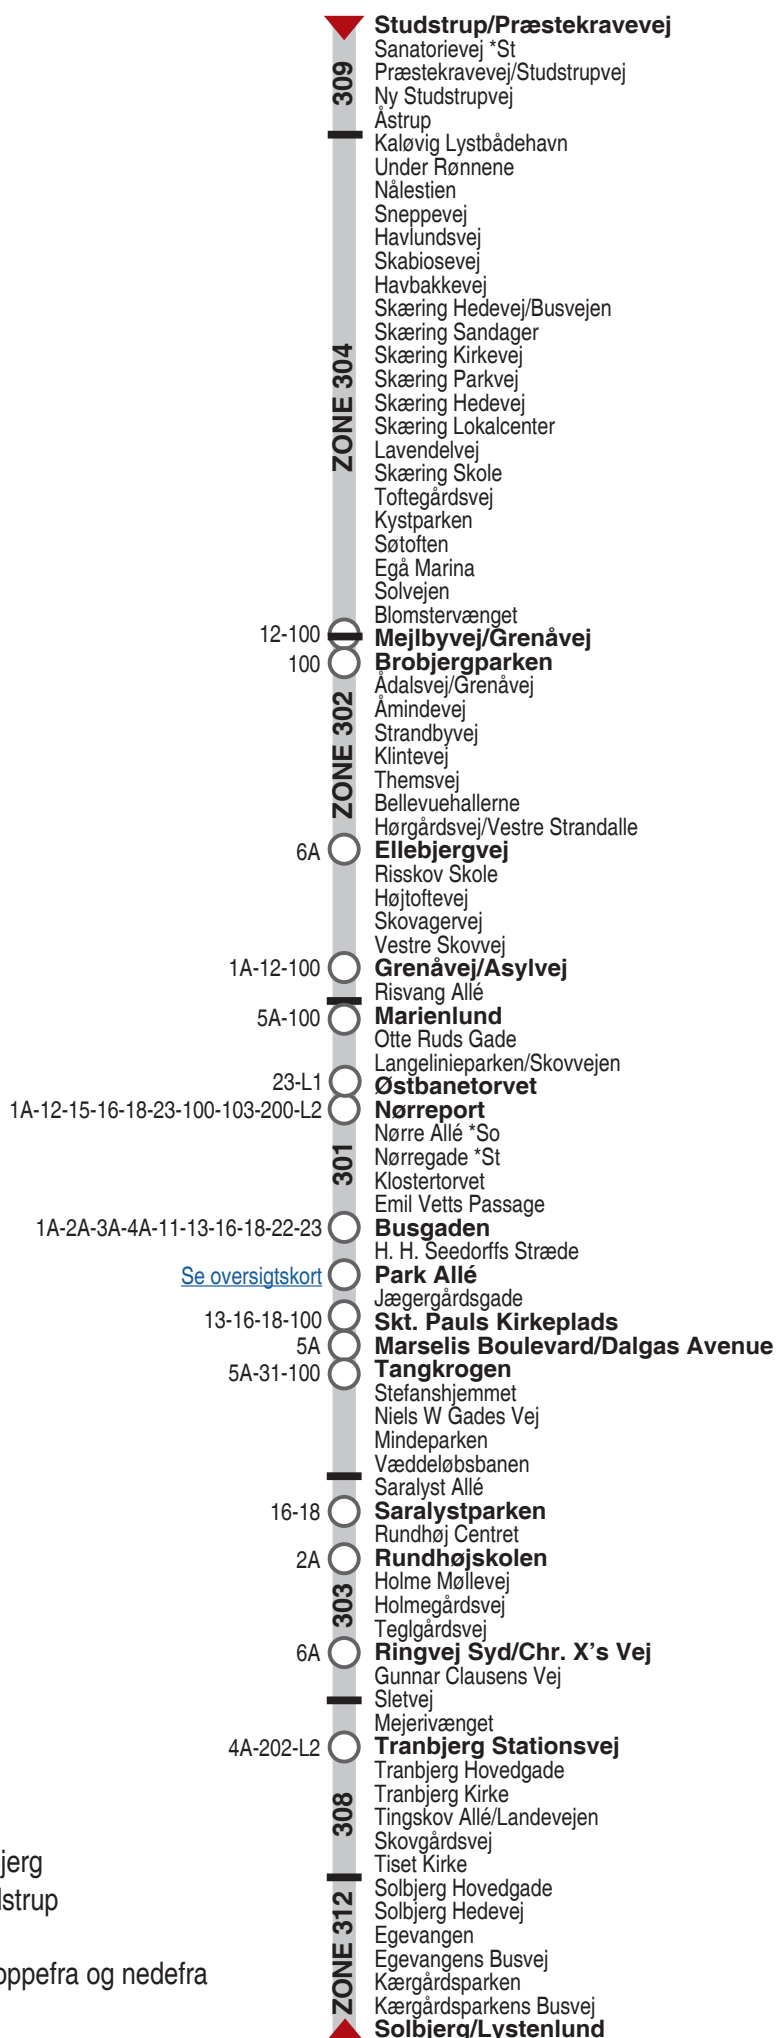 Studstrup/Præstekravevej
Sanatorievej *St
Præstekravevej/Studstrupvej
309
Ny Studstrupvej
Åstrup
Kaløvig Lystbådehavn
Under Rønnene
Nålestien
Sneppevej
Havlundsvej
Skabiosevej
Havbakkevej
Skæring Hedevej/Busvejen
Skæring Sandager
Skæring Kirkevej
ZONE 304
Skæring Parkvej
Skæring Hedevej
Skæring Lokalcenter
Lavendelvej
Skæring Skole
Toftegårdsvej
Kystparken
Søtoften
Egå Marina
Solvejen
Blomstervænget
12-100 Mejlbyvej/Grenåvej
100 Brobjergparken
Ådalsvej/Grenåvej
Åmindevej
Strandbyvej
ZONE 302
Klintevej
Themsvej
Bellevuehallerne
Hørgårdsvej/Vestre Strandalle
6A Ellebjergvej
Risskov Skole
Højtoftevej
Skovagervej
Vestre Skovvej
1A-12-100 Grenåvej/Asylvej
Risvang Allé
5A-100 Marienlund
Otte Ruds Gade
Langelinieparken/Skovvejen
23-L1 Østbanetorvet
1A-12-15-16-18-23-100-103-200-L2 Nørreport
Nørre Allé *So
Nørregade *St
301
Klostertorvet
Emil Vetts Passage
1A-2A-3A-4A-11-13-16-18-22-23 Busgaden
H. H. Seedorffs Stræde
Se oversigtskort Park Allé
Jægergårdsgade
13-16-18-100 Skt. Pauls Kirkeplads
5A Marselis Boulevard/Dalgas Avenue
5A-31-100 Tangkrogen
Stefanshjemmet
Niels W Gades Vej
Mindeparken
Væddeløbsbanen
Saralyst Allé
16-18 Saralystparken
Rundhøj Centret
2A Rundhøjskolen
Holme Møllevej
303
Holmegårdsvej
Teglgårdsvej
6A Ringvej Syd/Chr. X's Vej
Gunnar Clausens Vej
Sletvej
Mejerivænget
4A-202-L2 Tranbjerg Stationsvej
Tranbjerg Hovedgade
Tranbjerg Kirke
308
Tingskov Allé/Landevejen
Skovgårdsvej
jerg
Tiset Kirke
Solbjerg Hovedgade
lstrup
Solbjerg Hedevej
Egevangen
ZONE 312
Egevangens Busvej
oppefra og nedefra
Kærgårdsparken
Kærgårdsparkens Busvej
Solbjerg/Lystenlund